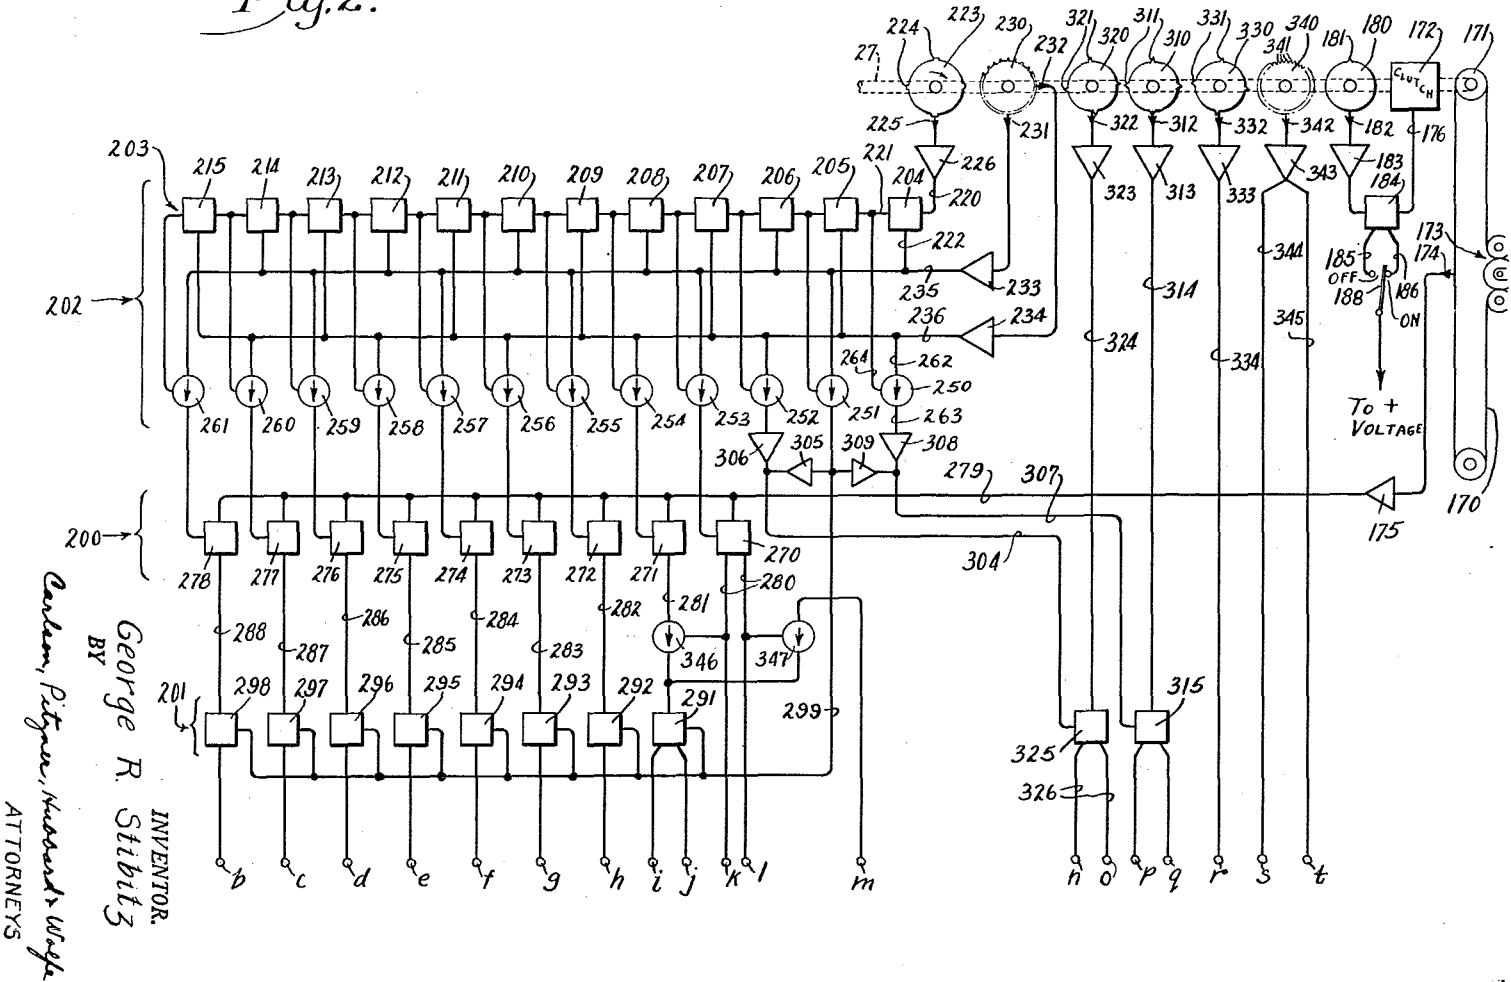 Fig. 2.
224 223 230 232 321 320 311 310 331 330 341 340 181 180 172 171
27
CLUTCH
225 231 322 312 332 342 182 176
203 215 214 213 212 211 210 209 208 207 206 205 221 204 226 323 313 333 343 183
220 184
222
202 235 233 344 185 186 174 173
OFF 188 ON
236 234 314 324 334 345
264 262
250
261 260 259 258 257 256 255 254 253 252 251 263
TO +
VOLTAGE
306 305 309 308
279 307 175 170
200
278 277 276 275 274 273 272 271 270 304
280
288 287 286 285 284 283 282 281
346 347
201 298 297 296 295 294 293 292 291 299 315
325
326
b c d e f g h i j k l m n o p q r s t
INVENTOR.
George R. Stibitz
BY
Carlson, Pitzner, Hubbard & Wolfe
ATTORNEYS